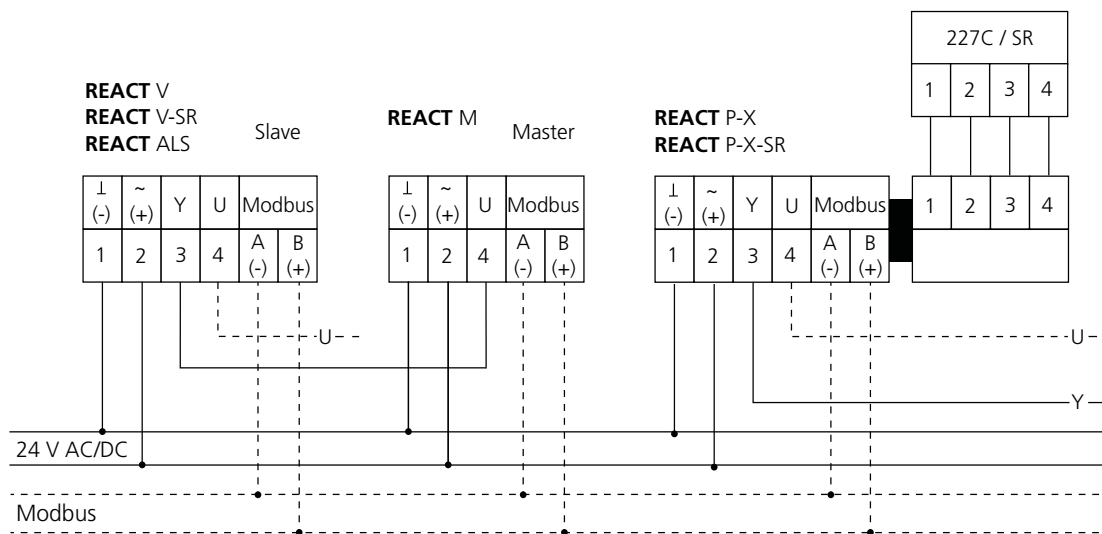 227C / SR
1 2 3 4
REACT V
REACT V-SR
REACT ALS
Slave
REACT M
Master
REACT P-X
REACT P-X-SR
⊥ ~ Y U Modbus
(-) (+)
1 2 3 4 A B
(-) (+)
⊥ ~ U Modbus
(-) (+)
1 2 4 A B
(-) (+)
⊥ ~ Y U Modbus
(-) (+)
1 2 3 4 A B
(-) (+)
1 2 3 4
U
U
Y
24 V AC/DC
Modbus